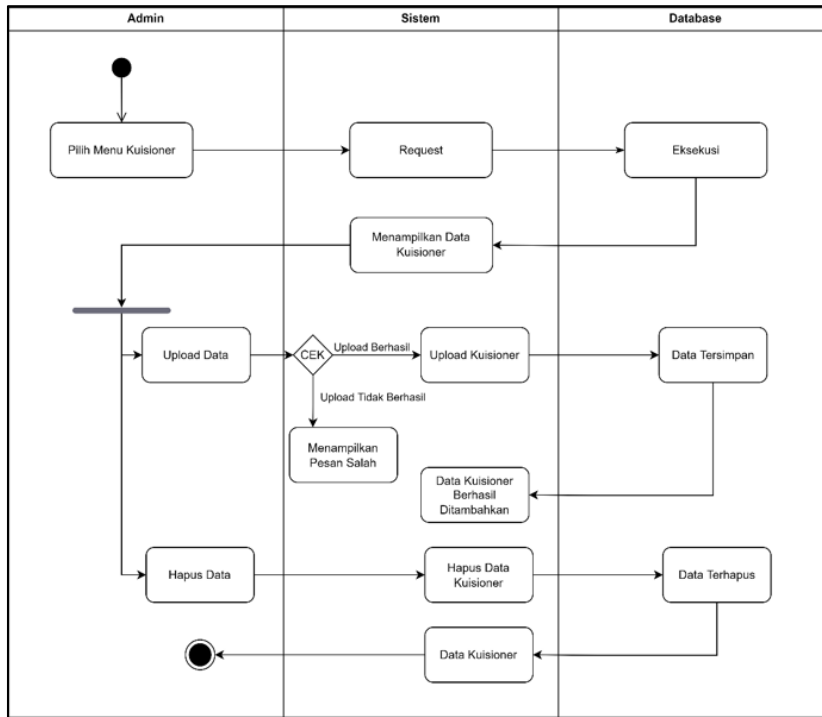 Admin
Sistem
Database
Pilih Menu Kuisioner
Request
Eksekusi
Menampilkan Data
Kuisioner
Upload Data
CEK
Upload Berhasil
Upload Kuisioner
Data Tersimpan
Upload Tidak Berhasil
Menampilkan
Pesan Salah
Data Kuisioner
Berhasil
Ditambahkan
Hapus Data
Hapus Data
Kuisioner
Data Terhapus
Data Kuisioner